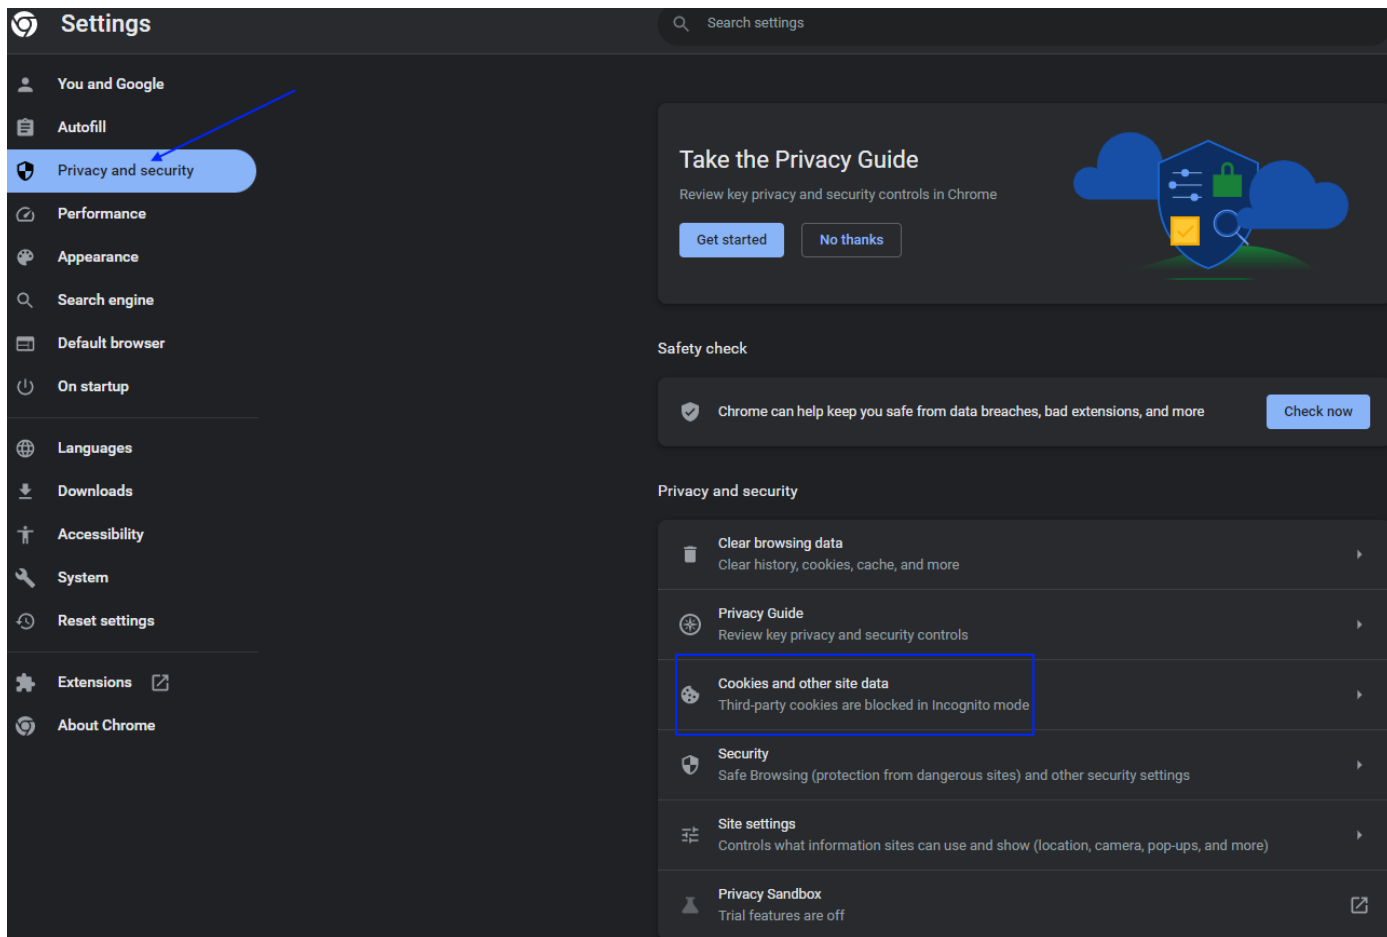 Settings
Search settings
You and Google
Autofill
Privacy and security
Performance
Appearance
Search engine
Default browser
On startup
Languages
Downloads
Accessibility
System
Reset settings
Extensions
About Chrome
Take the Privacy Guide
Review key privacy and security controls in Chrome
Get started
No thanks
Safety check
Chrome can help keep you safe from data breaches, bad extensions, and more
Check now
Privacy and security
Clear browsing data
Clear history, cookies, cache, and more
Privacy Guide
Review key privacy and security controls
Cookies and other site data
Third-party cookies are blocked in Incognito mode
Security
Safe Browsing (protection from dangerous sites) and other security settings
Site settings
Controls what information sites can use and show (location, camera, pop-ups, and more)
Privacy Sandbox
Trial features are off